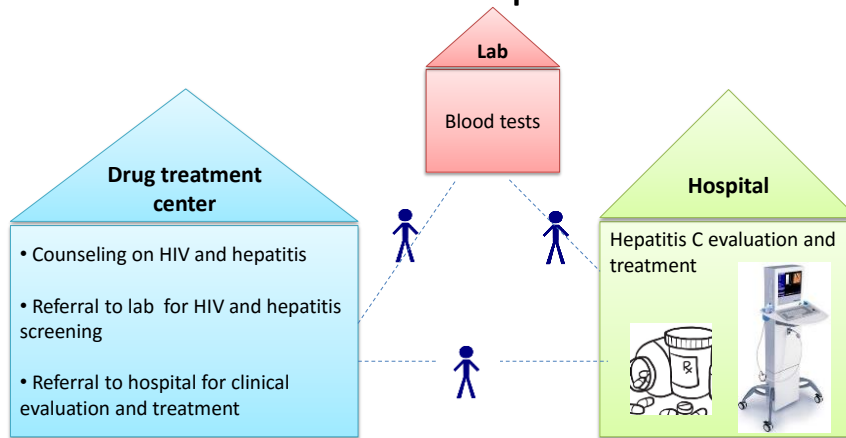 Lab
Blood tests
Drug treatment
center
• Counseling on HIV and hepatitis
• Referral to lab for HIV and hepatitis
screening
• Referral to hospital for clinical
evaluation and treatment
Hospital
Hepatitis C evaluation and
treatment
Rx